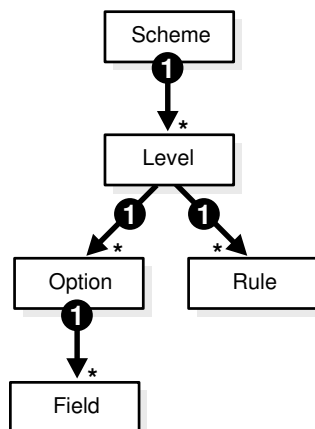 Scheme
1
*
Level
1 1
* *
Option Rule
1
*
Field